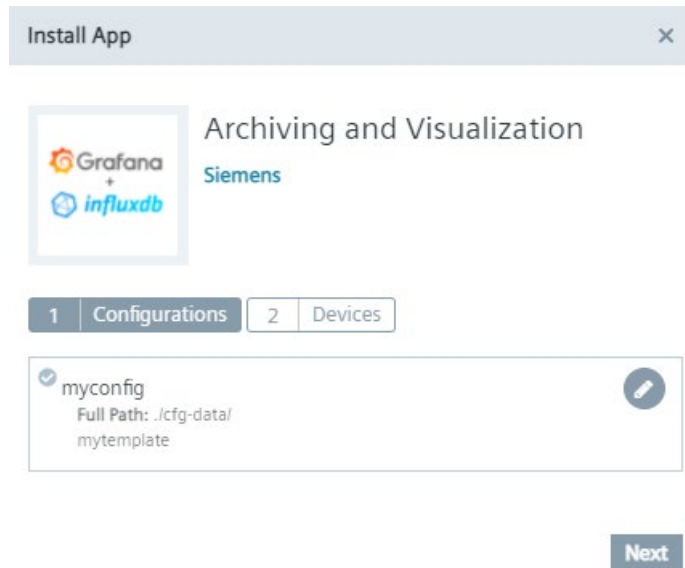 Install App
Archiving and Visualization
Grafana
+
influxdb
Siemens
1 Configurations 2 Devices
myconfig
Full Path: ./cfg-data/
mytemplate
Next